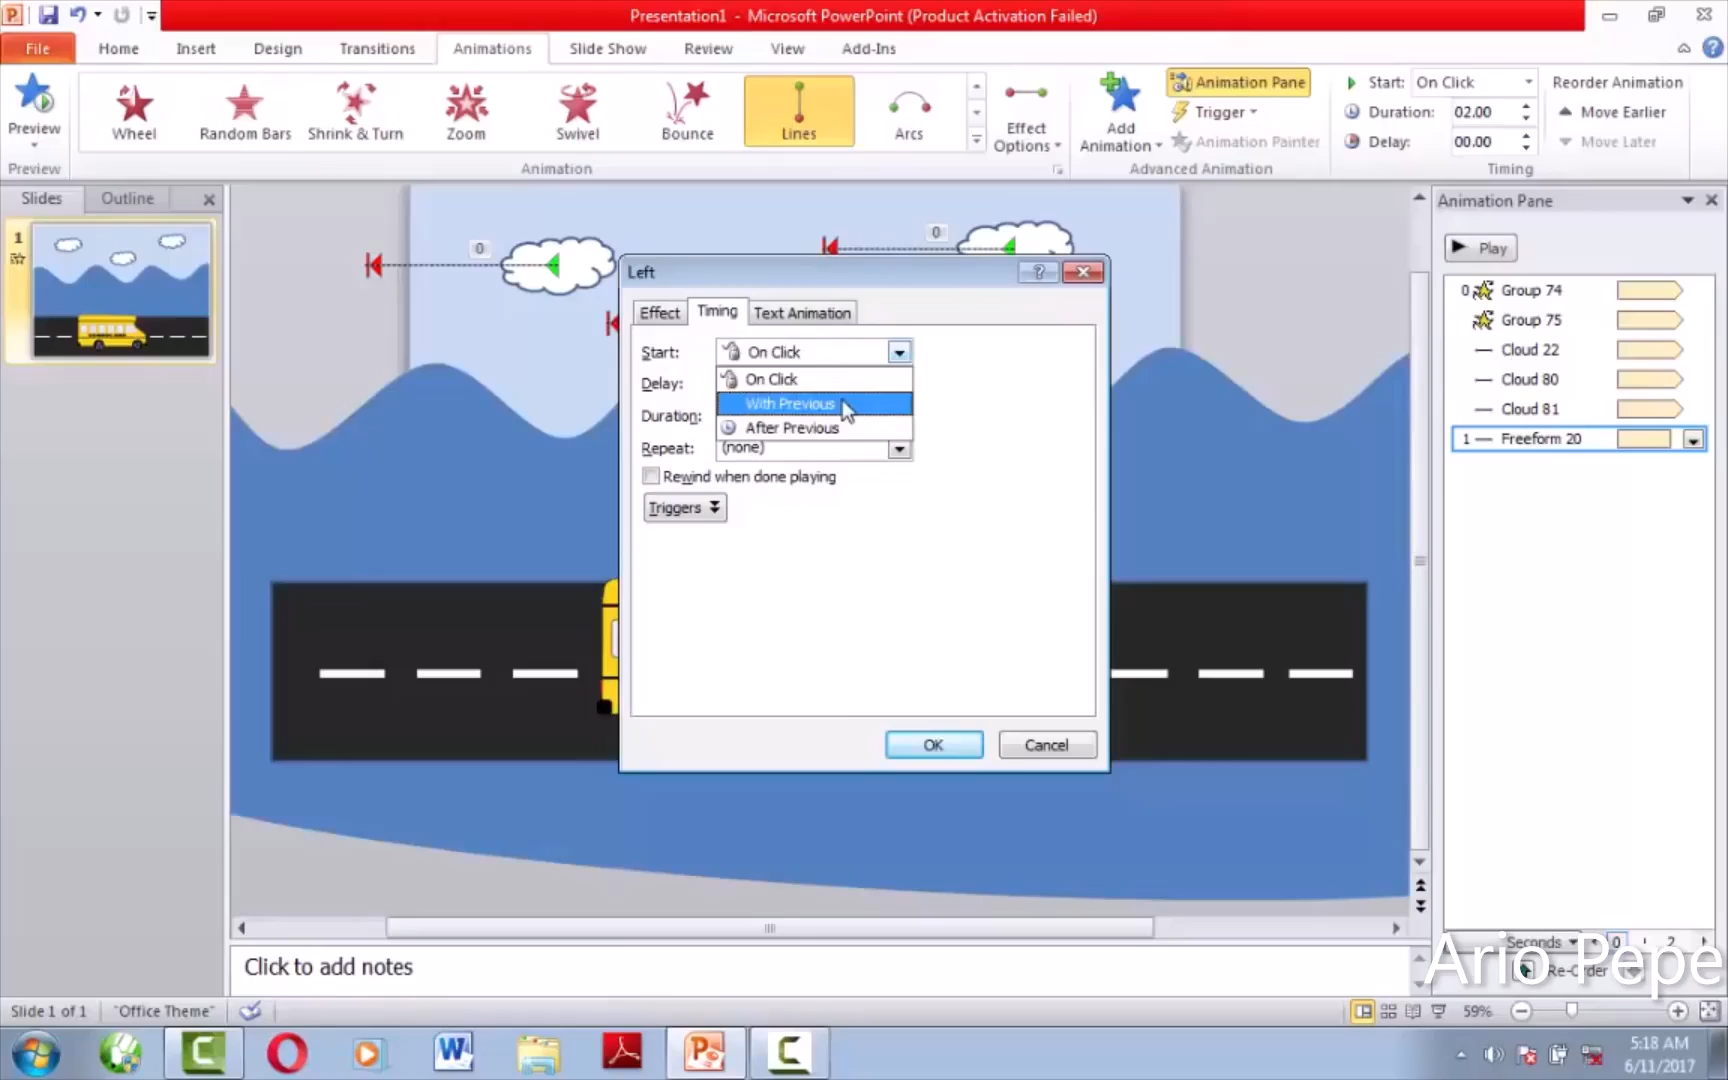 Presentation1 - Microsoft PowerPoint (Product Activation Failed)
File
Home
Insert
Design
Transitions
Animations
Slide Show
Review
View
Add-Ins
Preview
Preview
Wheel
Random Bars
Shrink & Turn
Zoom
Swivel
Bounce
Lines
Arcs
Animation
Effect
Options
Add
Animation
Animation Pane
Trigger
Animation Painter
Advanced Animation
Start: On Click
Duration: 02.00
Delay: 00.00
Reorder Animation
Move Earlier
Move Later
Timing
Slides
Outline
1
0
0
Left
Effect
Timing
Text Animation
Start: On Click
On Click
Delay:
With Previous
Duration:
After Previous
Repeat: (none)
Rewind when done playing
Triggers
OK
Cancel
Animation Pane
Play
0 Group 74
Group 75
Cloud 22
Cloud 80
Cloud 81
1 Freeform 20
Seconds 0 2
Re-Order
Ario Pepe
Click to add notes
Slide 1 of 1
"Office Theme"
59%
5:18 AM
6/11/2017